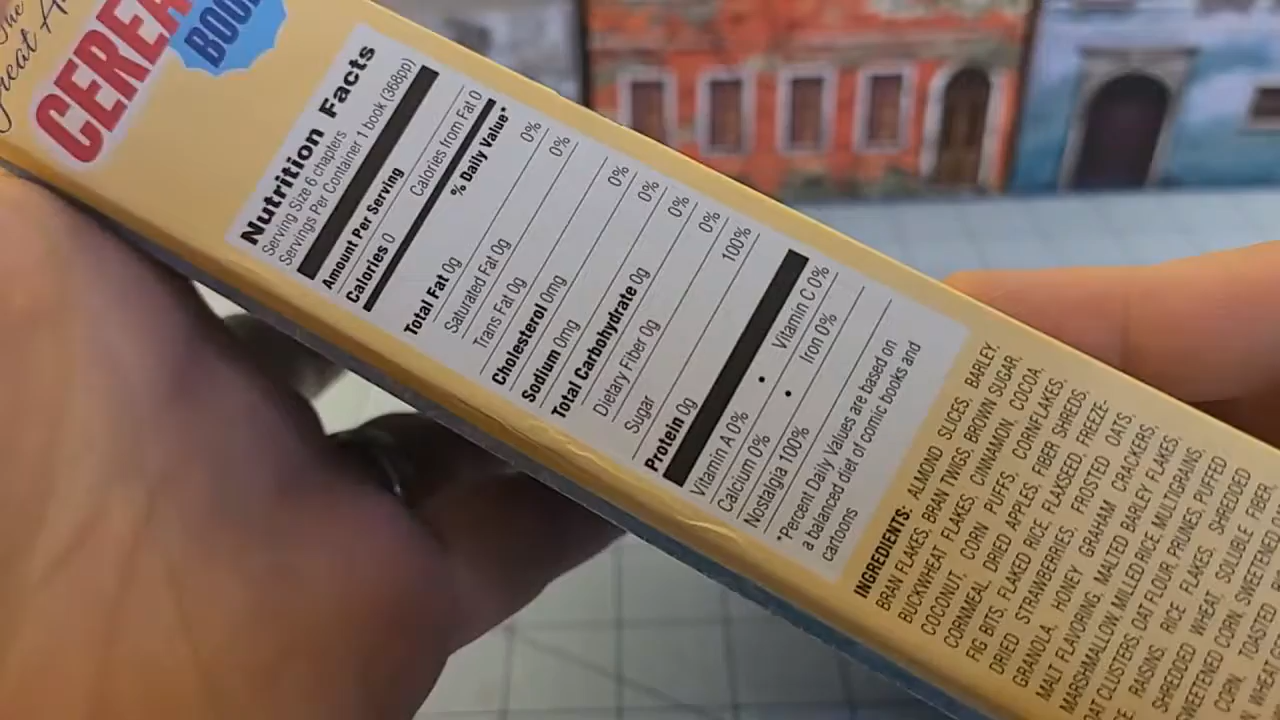 The
Great A
CEREA
BOO
Nutrition Facts
Serving Size 6 chapters
Servings Per Container 1 book (368pp)
Amount Per Serving
Calories 0 Calories from Fat 0
% Daily Value*
Total Fat 0g 0%
Saturated Fat 0g 0%
Trans Fat 0g
Cholesterol 0mg 0%
Sodium 0mg 0%
Total Carbohydrate 0g 0%
Dietary Fiber 0g 0%
Sugar 100%
Protein 0g
Vitamin A 0% • Vitamin C 0%
Calcium 0% • Iron 0%
Nostalgia 100%
*Percent Daily Values are based on
a balanced diet of comic books and
cartoons
INGREDIENTS: ALMOND SLICES, BARLEY,
BRAN FLAKES, BRAN TWIGS, BROWN SUGAR,
BUCKWHEAT FLAKES, CINNAMON, COCOA,
COCONUT, CORN PUFFS, CORNFLAKES,
CORNMEAL, DRIED APPLES, FIBER SHREDS,
FIG BITS, FLAKED RICE, FLAXSEED, FREEZE-
DRIED STRAWBERRIES, FROSTED OATS,
GRANOLA, HONEY GRAHAM CRACKERS,
MALT FLAVORING, MALTED BARLEY FLAKES,
MARSHMALLOW, MILLED RICE, MULTIGRAINS,
OAT CLUSTERS, OAT FLOUR PRUNES, PUFFED
RAISINS, RICE FLAKES, SHREDDED
SHREDDED WHEAT, SOLUBLE FIBER,
SWEETENED CORN, SWEETENED
CORN, TOASTED
WHEAT